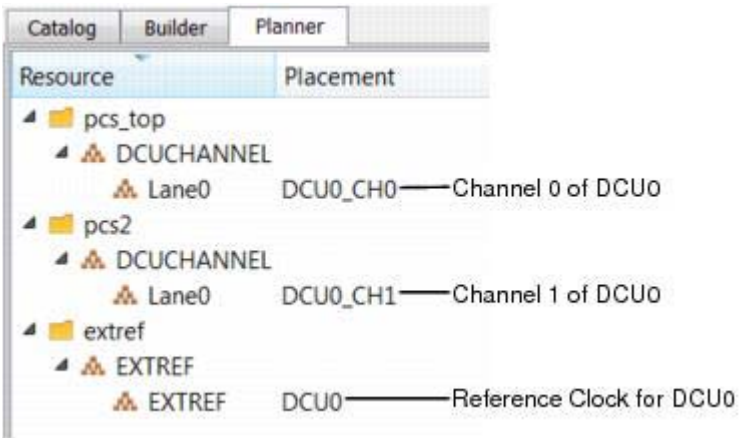 Catalog Builder Planner
Resource Placement
pcs_top
DCUCHANNEL
Lane0 DCU0_CH0 Channel 0 of DCU0
pcs2
DCUCHANNEL
Lane0 DCU0_CH1 Channel 1 of DCU0
extref
EXTREF
EXTREF DCU0 Reference Clock for DCU0